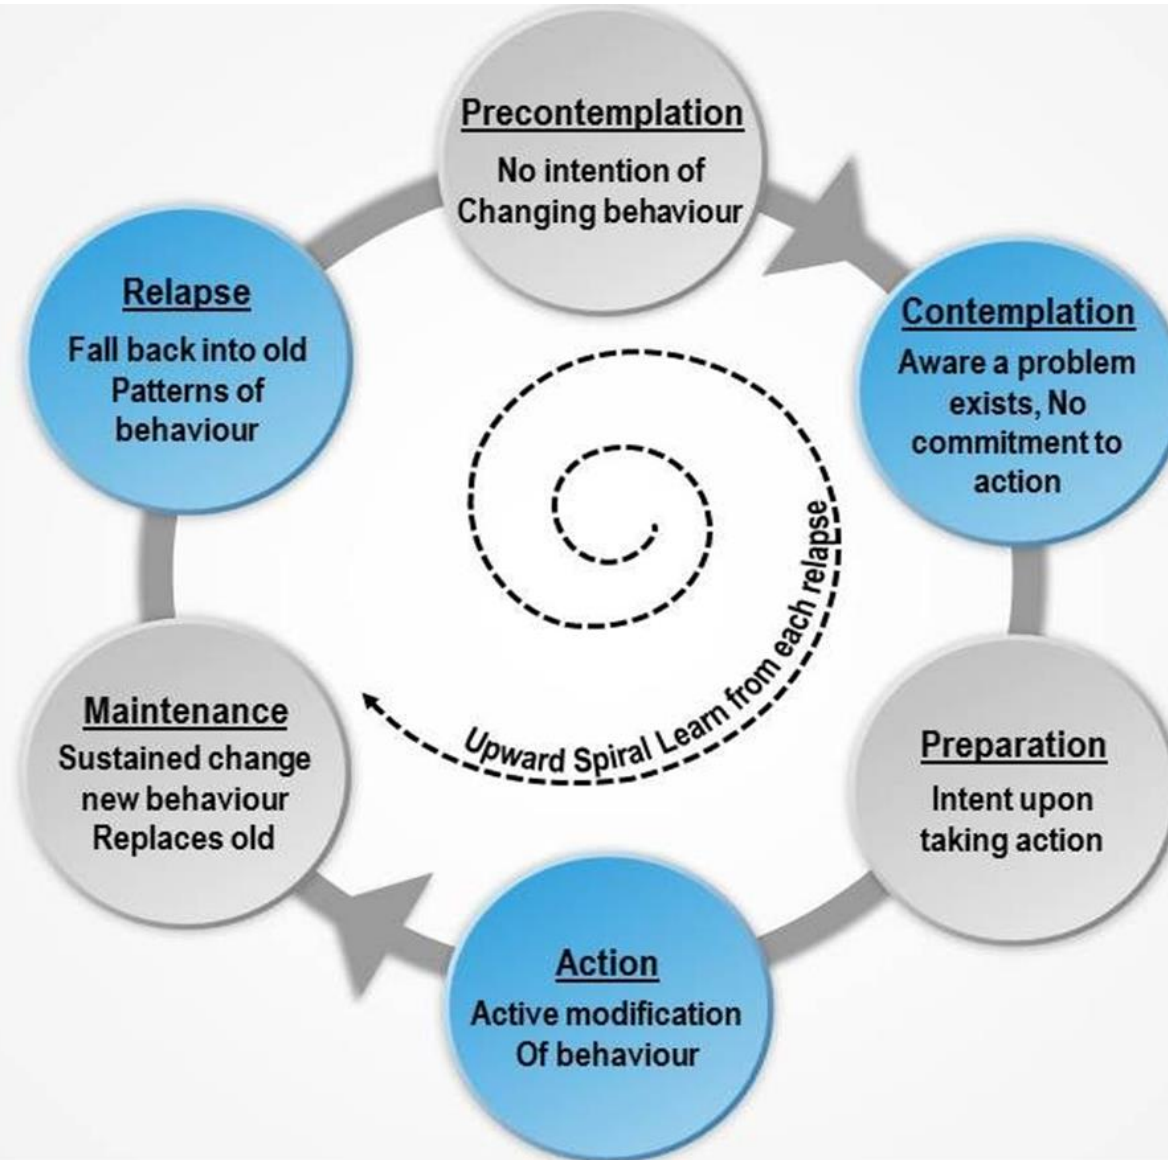 Precontemplation
No intention of
Changing behaviour
Contemplation
Aware a problem
exists, No
commitment to
action
Preparation
Intent upon
taking action
Action
Active modification
Of behaviour
Maintenance
Sustained change
new behaviour
Replaces old
Relapse
Fall back into old
Patterns of
behaviour
Upward Spiral Learn from each relapse